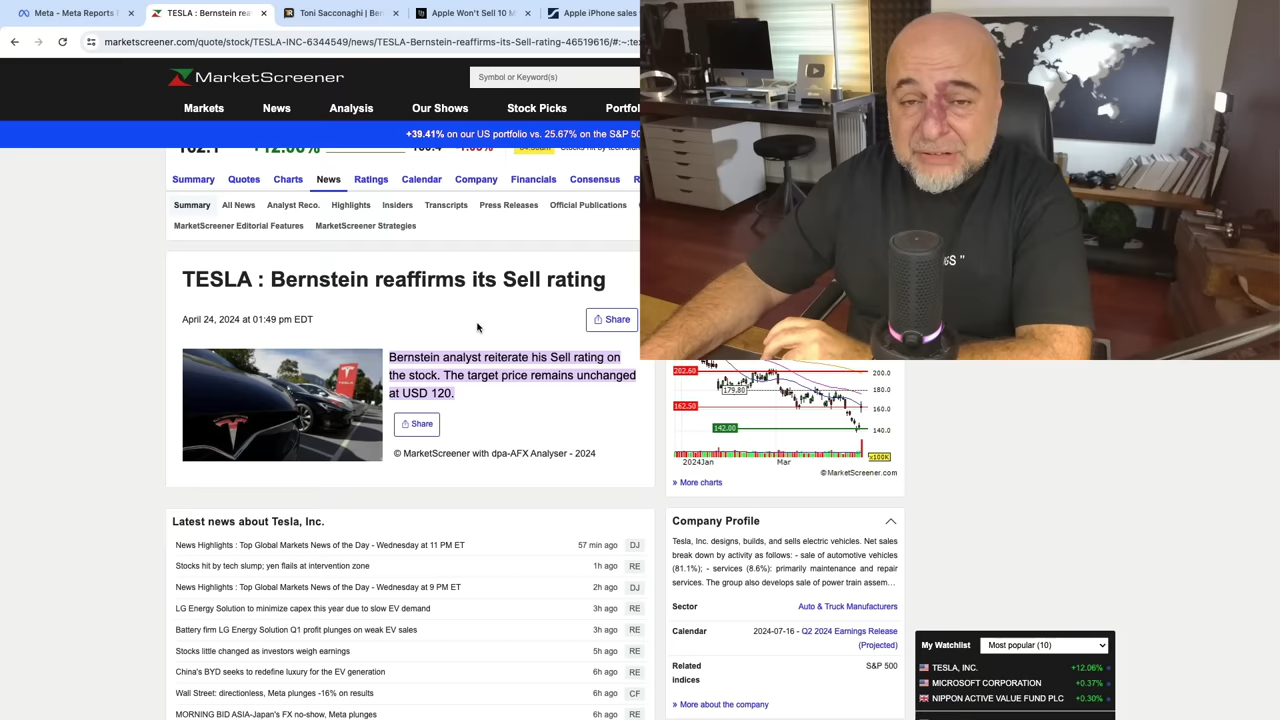 Meta - Meta Reports First Q
Toni Sacconaghi and Ber
Apple Won't Sell 10 M
Apple iPhone sales
marketscreener.com/quote/stock/TESLA-INC-6344549/news/TESLA-Bernstein-reaffirms-its-Sell-rating-46519616/#:~:te
MarketScreener
Symbol or Keyword(s)
Markets News Analysis Our Shows Stock Picks Portfol
+39.41% on our portfolio vs. 25.67% on the S&P 50
Summary Quotes Charts News Ratings Calendar Company Financials Consensus R
Summary All News Analyst Reco. Highlights Insiders Transcripts Press Releases Official Publications
MarketScreener Editorial Features MarketScreener Strategies
TESLA : Bernstein reaffirms its Sell rating
April 24, 2024 at 01:49 pm EDT
Share
TESLA
Bernstein analyst reiterate his Sell rating on
the stock. The target price remains unchanged
at USD 120.
Share
© MarketScreener with dpa-AFX Analyser - 2024
202.60
200.0
179.80
180.0
162.50
160.0
142.00
140.0
x100K
2024Jan Mar
©MarketScreener.com
» More charts
Latest news about Tesla, Inc.
News Highlights : Top Global Markets News of the Day - Wednesday at 11 PM ET 57 min ago DJ
Stocks hit by tech slump; yen flails at intervention zone 1h ago RE
News Highlights : Top Global Markets News of the Day - Wednesday at 9 PM ET 2h ago DJ
LG Energy Solution to minimize capex this year due to slow EV demand 3h ago RE
Battery firm LG Energy Solution Q1 profit plunges on weak EV sales 3h ago RE
Stocks little changed as investors weigh earnings 5h ago RE
China's BYD seeks to redefine luxury for the EV generation 6h ago RE
Wall Street: directionless, Meta plunges -16% on results 6h ago CF
MORNING BID ASIA-Japan's FX no-show, Meta plunges 6h ago RE
Company Profile
Tesla, Inc. designs, builds, and sells electric vehicles. Net sales
break down by activity as follows: - sale of automotive vehicles
(81.1%); - services (8.6%): primarily maintenance and repair
services. The group also develops sale of power train assem...
Sector Auto & Truck Manufacturers
Calendar 2024-07-16 - Q2 2024 Earnings Release
(Projected)
Related S&P 500
indices
» More about the company
My Watchlist Most popular (10)
TESLA, INC. +12.06%
MICROSOFT CORPORATION +0.37%
NIPPON ACTIVE VALUE FUND PLC +0.30%